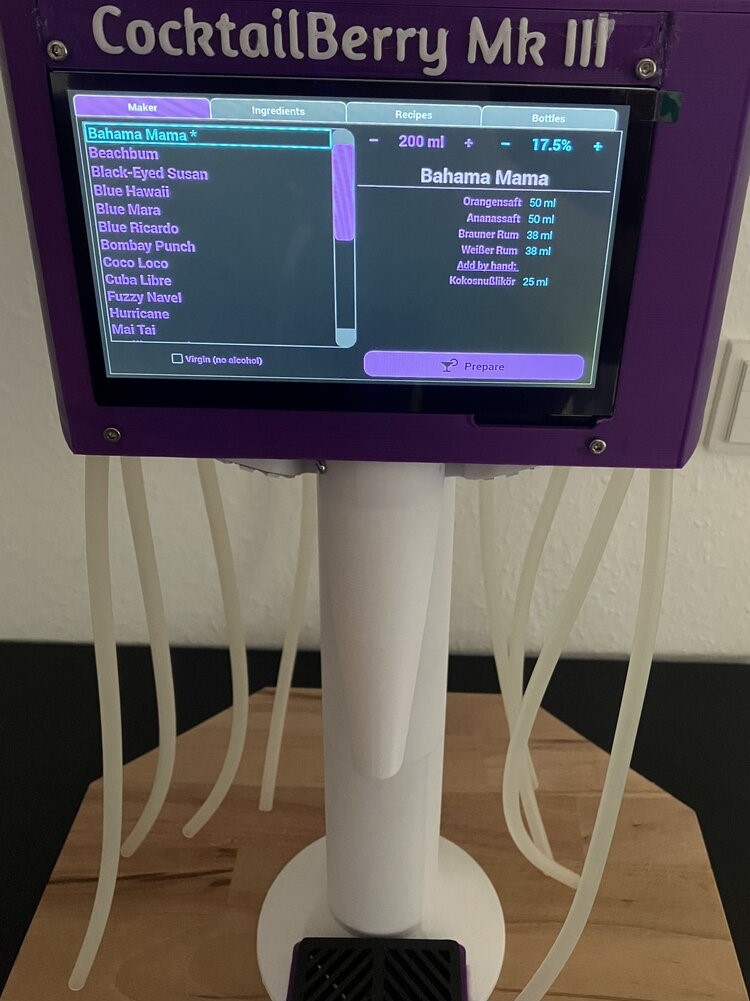 CocktailBerry Mk III
Maker
Ingredients
Recipes
Bottles
Bahama Mama *
Beachbum
Black-Eyed Susan
Blue Hawaii
Blue Mara
Blue Ricardo
Bombay Punch
Coco Loco
Cuba Libre
Fuzzy Navel
Hurricane
Mai Tai
Virgin (no alcohol)
− 200 ml +
− 17.5% +
Bahama Mama
Orangensaft 50 ml
Ananassaft 50 ml
Brauner Rum 38 ml
Weißer Rum 38 ml
Add by hand:
Kokosnußlikör 25 ml
Prepare